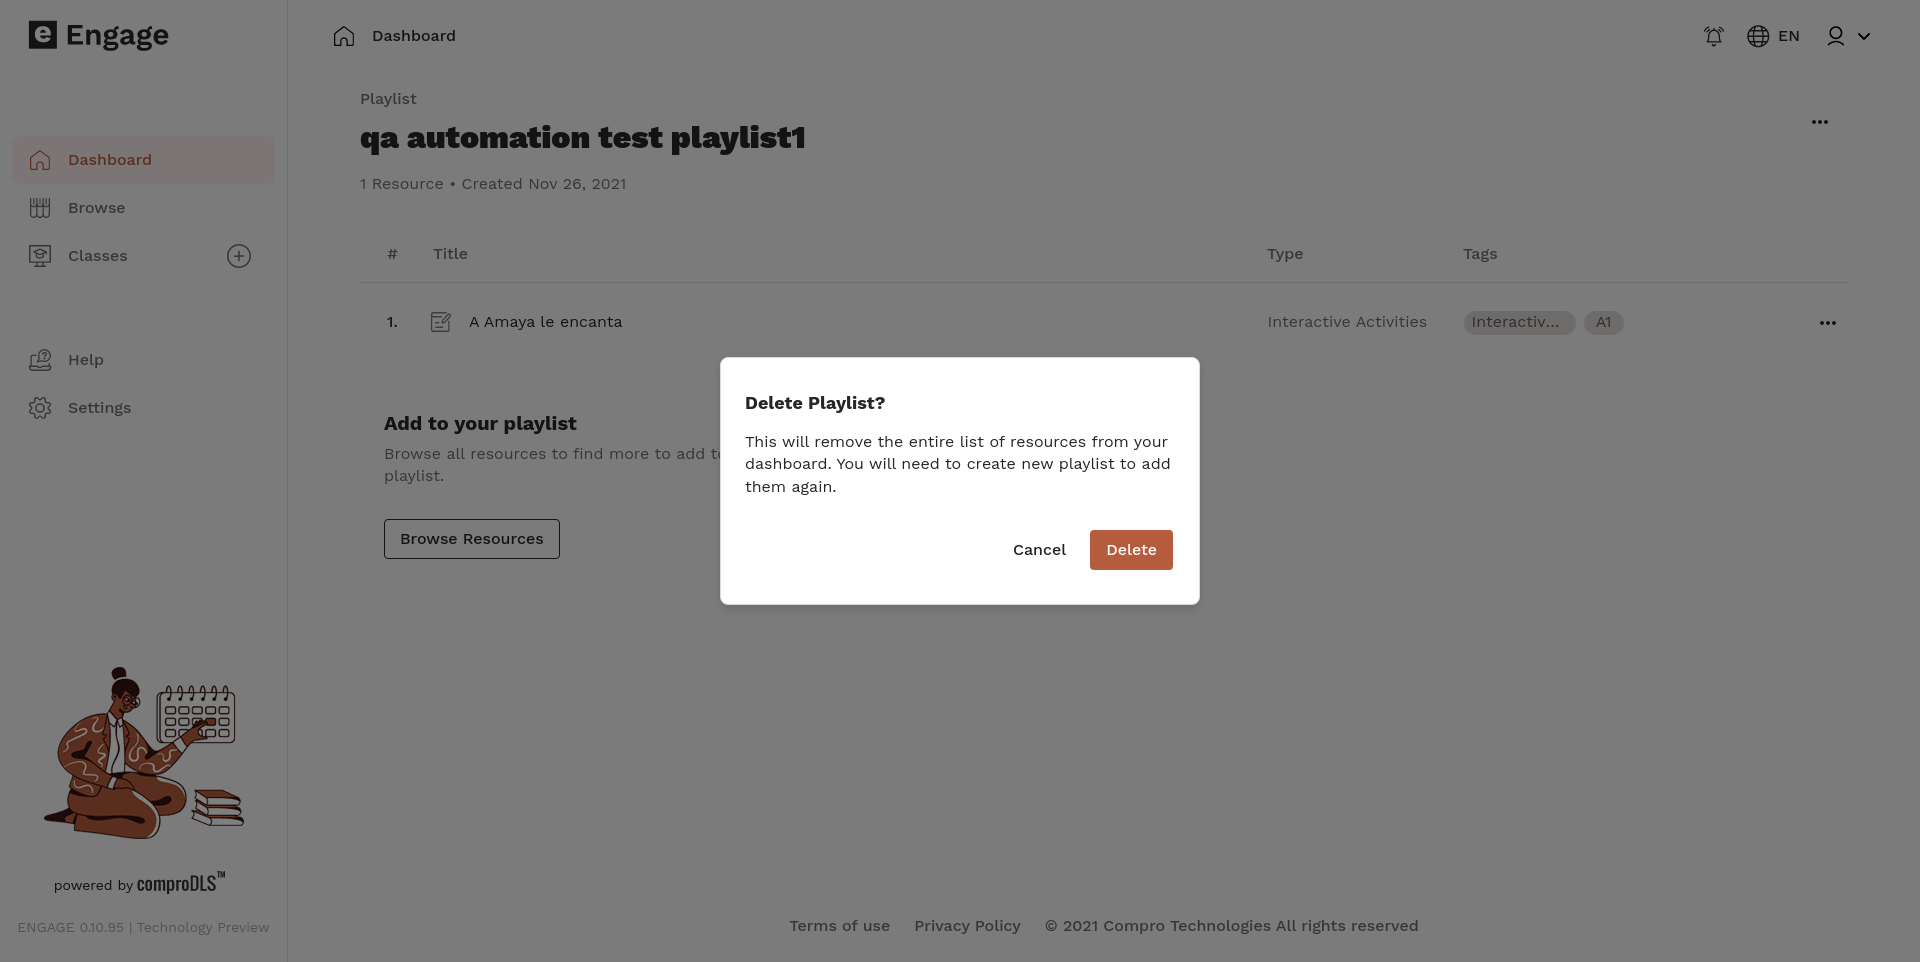 e Engage
Dashboard
EN
Dashboard
Browse
Classes
Help
Settings
powered by comproDLS™
ENGAGE 0.10.95 | Technology Preview
Playlist
qa automation test playlist1
1 Resource • Created Nov 26, 2021
# Title Type Tags
1. A Amaya le encanta Interactive Activities Interactiv... A1
Add to your playlist
Browse all resources to find more to add
playlist.
Browse Resources
Delete Playlist?
This will remove the entire list of resources from your
dashboard. You will need to create new playlist to add
them again.
Cancel Delete
Terms of use Privacy Policy © 2021 Compro Technologies All rights reserved